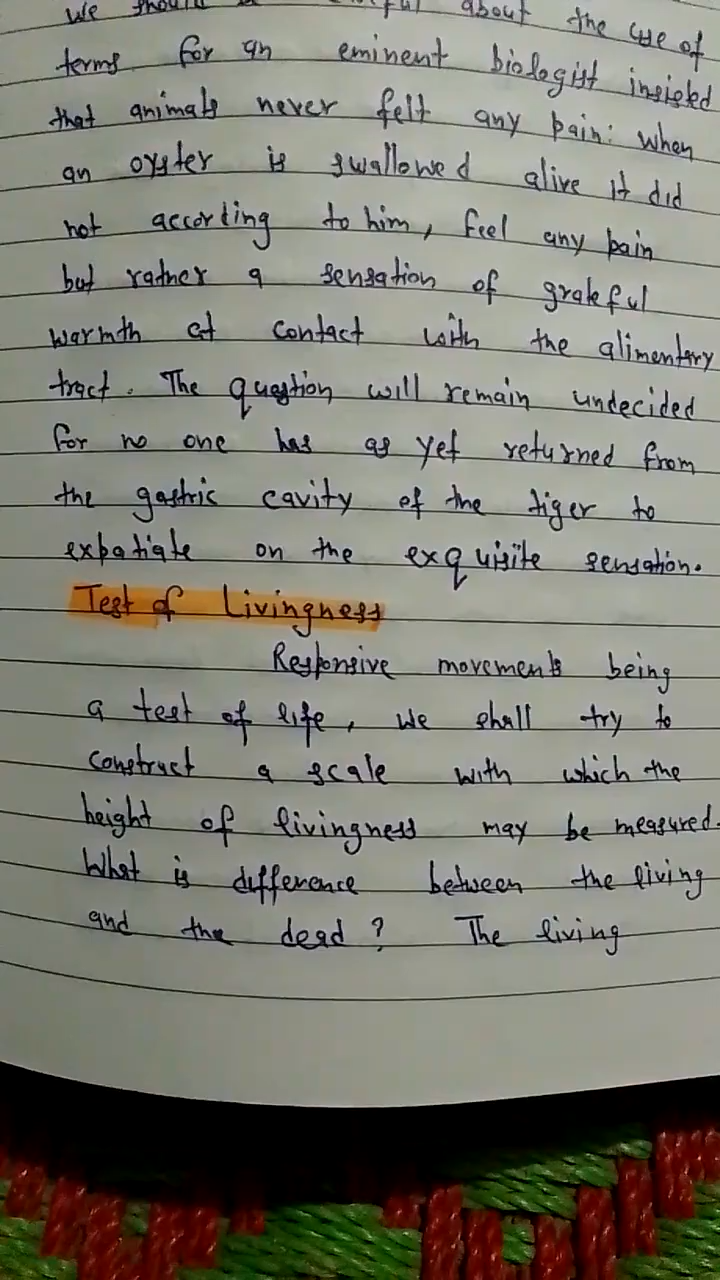 we should about the use of
terms for an eminent biologist insisted
that animals never felt any pain: when
an oyster is swallowed alive it did
not according to him, feel any pain
but rather a sensation of grateful
warmth at contact with the alimentary
tract. The question will remain undecided
for no one has as yet returned from
the gastric cavity of the tiger to
expatiate on the exquisite sensation.
Test of Livingness
Responsive movements being
a test of life, we shall try to
construct a scale with which the
height of livingness may be measured.
What is difference between the living
and the dead? The living